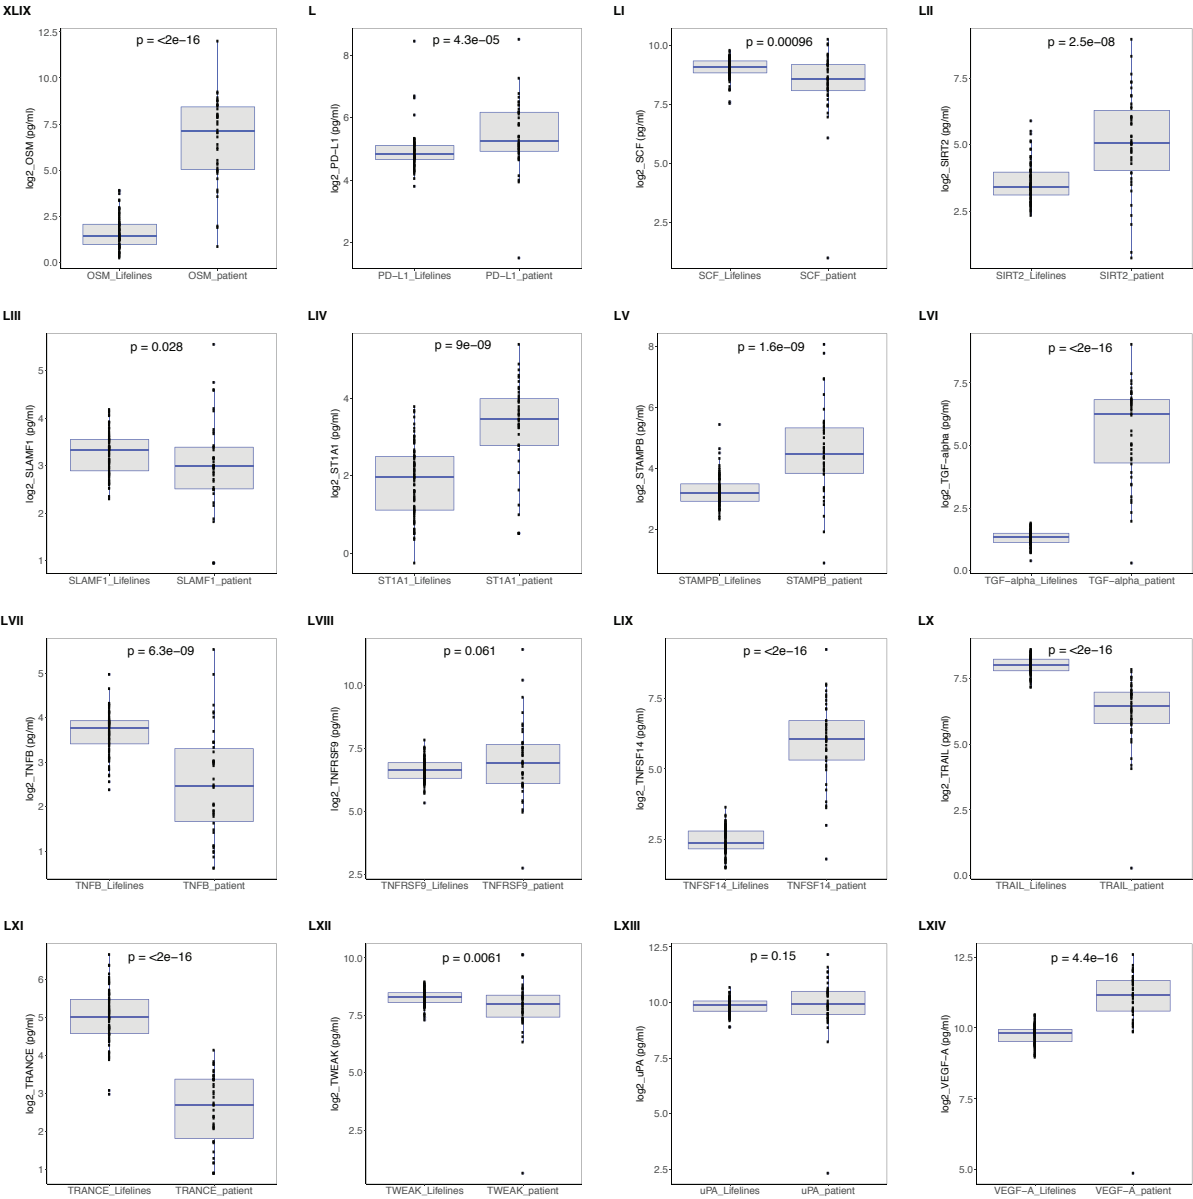 XLIX
p = <2e−16
log2_OSM (pg/ml)
12.5
10.0
7.5
5.0
2.5
0.0
OSM_Lifelines
OSM_patient
L
p = 4.3e−05
log2_PD−L1 (pg/ml)
8
6
4
2
PD−L1_Lifelines
PD−L1_patient
LI
p = 0.00096
log2_SCF (pg/ml)
10.0
7.5
5.0
2.5
SCF_Lifelines
SCF_patient
LII
p = 2.5e−08
log2_SIRT2 (pg/ml)
7.5
5.0
2.5
SIRT2_Lifelines
SIRT2_patient
LIII
p = 0.028
log2_SLAMF1 (pg/ml)
5
4
3
2
1
SLAMF1_Lifelines
SLAMF1_patient
LIV
p = 9e−09
log2_ST1A1 (pg/ml)
4
2
0
ST1A1_Lifelines
ST1A1_patient
LV
p = 1.6e−09
log2_STAMPB (pg/ml)
8
6
4
2
STAMPB_Lifelines
STAMPB_patient
LVI
p = <2e−16
log2_TGF−alpha (pg/ml)
7.5
5.0
2.5
0.0
TGF−alpha_Lifelines
TGF−alpha_patient
LVII
p = 6.3e−09
log2_TNFB (pg/ml)
5
4
3
2
1
TNFB_Lifelines
TNFB_patient
LVIII
p = 0.061
log2_TNFRSF9 (pg/ml)
10.0
7.5
5.0
2.5
TNFRSF9_Lifelines
TNFRSF9_patient
LIX
p = <2e−16
log2_TNFSF14 (pg/ml)
7.5
5.0
2.5
TNFSF14_Lifelines
TNFSF14_patient
LX
p = <2e−16
log2_TRAIL (pg/ml)
7.5
5.0
2.5
0.0
TRAIL_Lifelines
TRAIL_patient
LXI
p = <2e−16
log2_TRANCE (pg/ml)
6
5
4
3
2
1
TRANCE_Lifelines
TRANCE_patient
LXII
p = 0.0061
log2_TWEAK (pg/ml)
10.0
7.5
5.0
2.5
TWEAK_Lifelines
TWEAK_patient
LXIII
p = 0.15
log2_uPA (pg/ml)
12.5
10.0
7.5
5.0
2.5
uPA_Lifelines
uPA_patient
LXIV
p = 4.4e−16
log2_VEGF−A (pg/ml)
12.5
10.0
7.5
5.0
VEGF−A_Lifelines
VEGF−A_patient